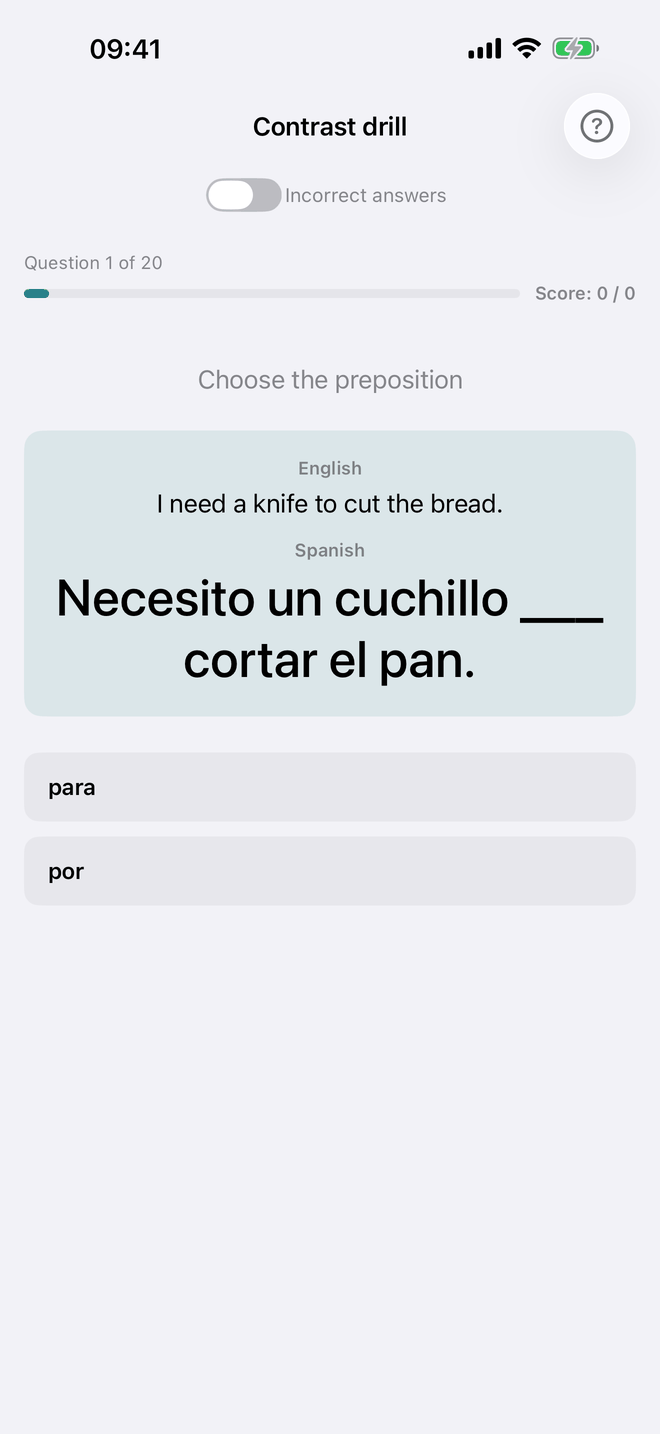 09:41
Contrast drill
Incorrect answers
Question 1 of 20
Score: 0 / 0
Choose the preposition
English
I need a knife to cut the bread.
Spanish
Necesito un cuchillo ___
cortar el pan.
para
por